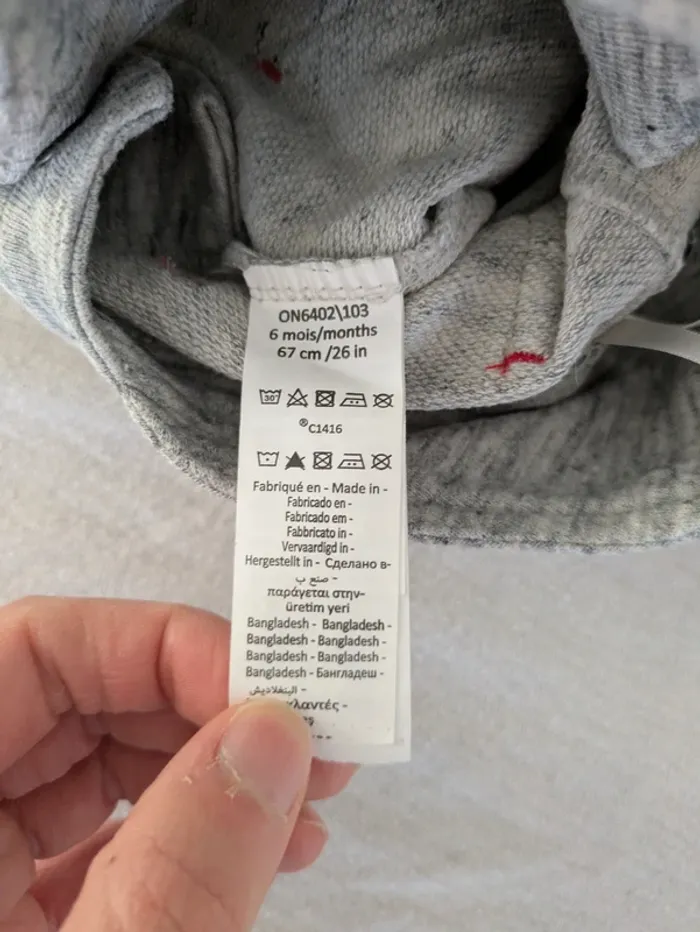 ON6402\103
6 mois/months
67 cm /26 in
30°
®C1416
Fabriqué en - Made in -
Fabricado en -
Fabricado em -
Fabbricato in -
Vervaardigd in -
Hergestellt in - Сделано в-
صنع ب -
παράγεται στην-
üretim yeri
Bangladesh - Bangladesh -
Bangladesh - Bangladesh -
Bangladesh - Bangladesh -
Bangladesh - Бангладеш -
البنغلاديش -